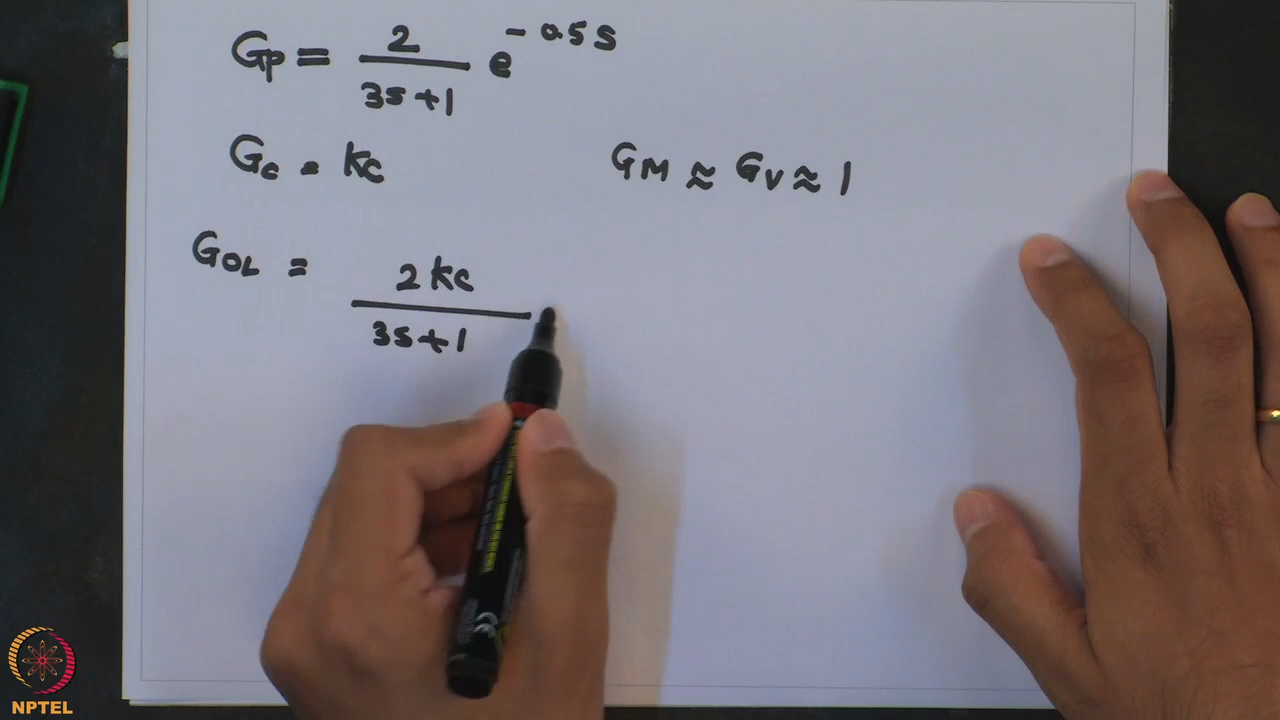 Gp = 2/(3s+1) e^-0.5s
Gc = Kc
GM ≈ Gv ≈ 1
GOL = 2Kc/(3s+1)
NPTEL